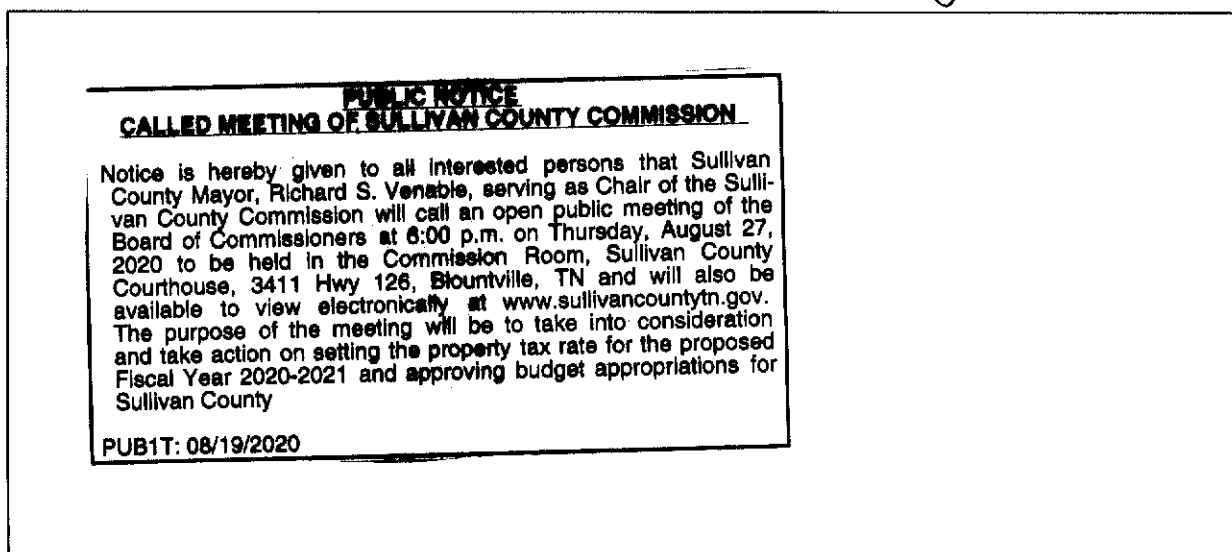 PUBLIC NOTICE
CALLED MEETING OF SULLIVAN COUNTY COMMISSION
Notice is hereby given to all interested persons that Sullivan
County Mayor, Richard S. Venable, serving as Chair of the Sulli-
van County Commission will call an open public meeting of the
Board of Commissioners at 6:00 p.m. on Thursday, August 27,
2020 to be held in the Commission Room, Sullivan County
Courthouse, 3411 Hwy 126, Blountville, TN and will also be
available to view electronically at www.sullivancountytn.gov.
The purpose of the meeting will be to take into consideration
and take action on setting the property tax rate for the proposed
Fiscal Year 2020-2021 and approving budget appropriations for
Sullivan County
PUB1T: 08/19/2020